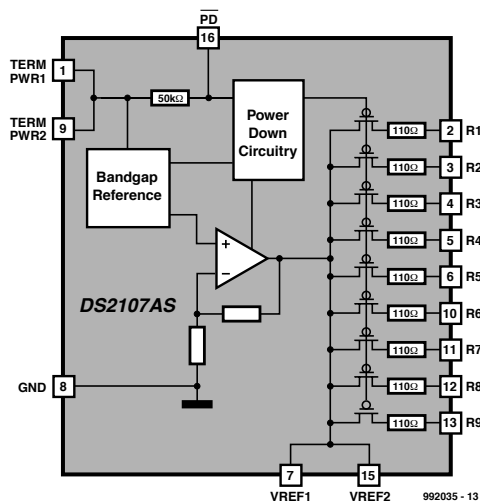 PD
16
TERM
PWR1
1
TERM
PWR2
9
50kΩ
Power
Down
Circuitry
Bandgap
Reference
+
−
DS2107AS
GND
8
110Ω
2
R1
110Ω
3
R2
110Ω
4
R3
110Ω
5
R4
110Ω
6
R5
110Ω
10
R6
110Ω
11
R7
110Ω
12
R8
110Ω
13
R9
7
VREF1
15
VREF2
992035 - 13